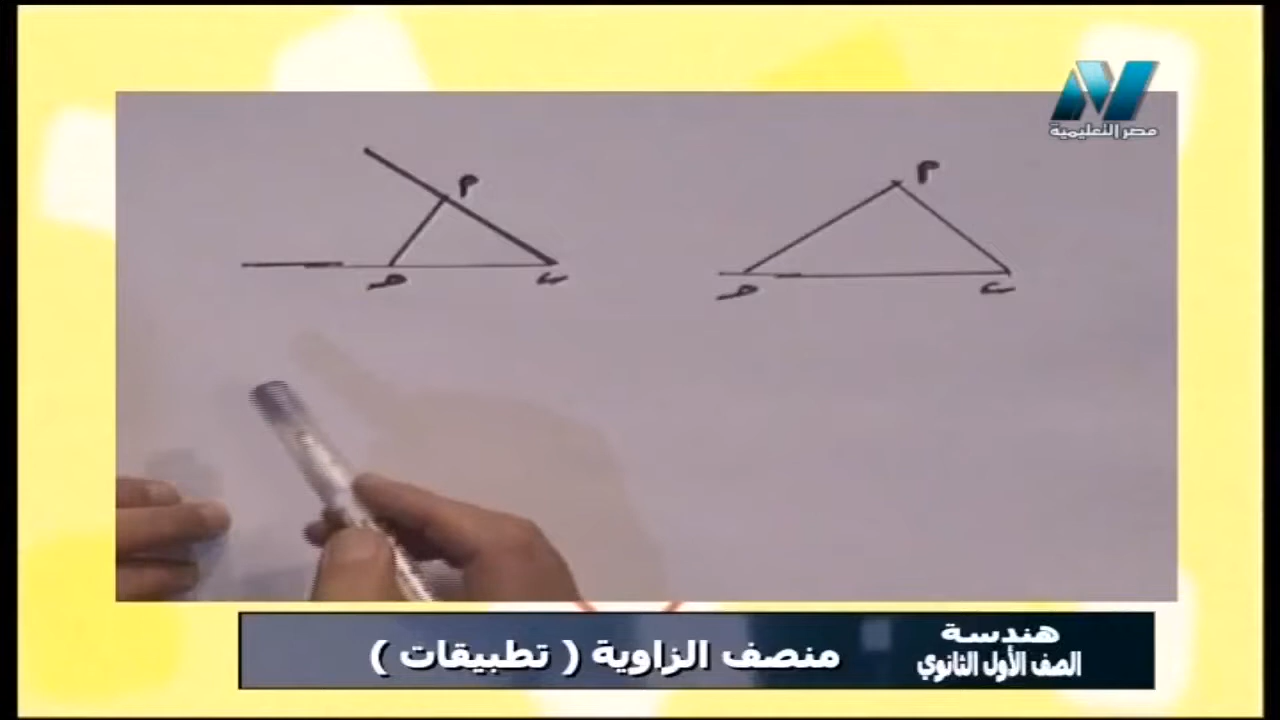 مصر التعليمية
م
م
حـ
ب
حـ
ب
هندسة
الصف الأول الثانوي
منصف الزاوية ( تطبيقات )